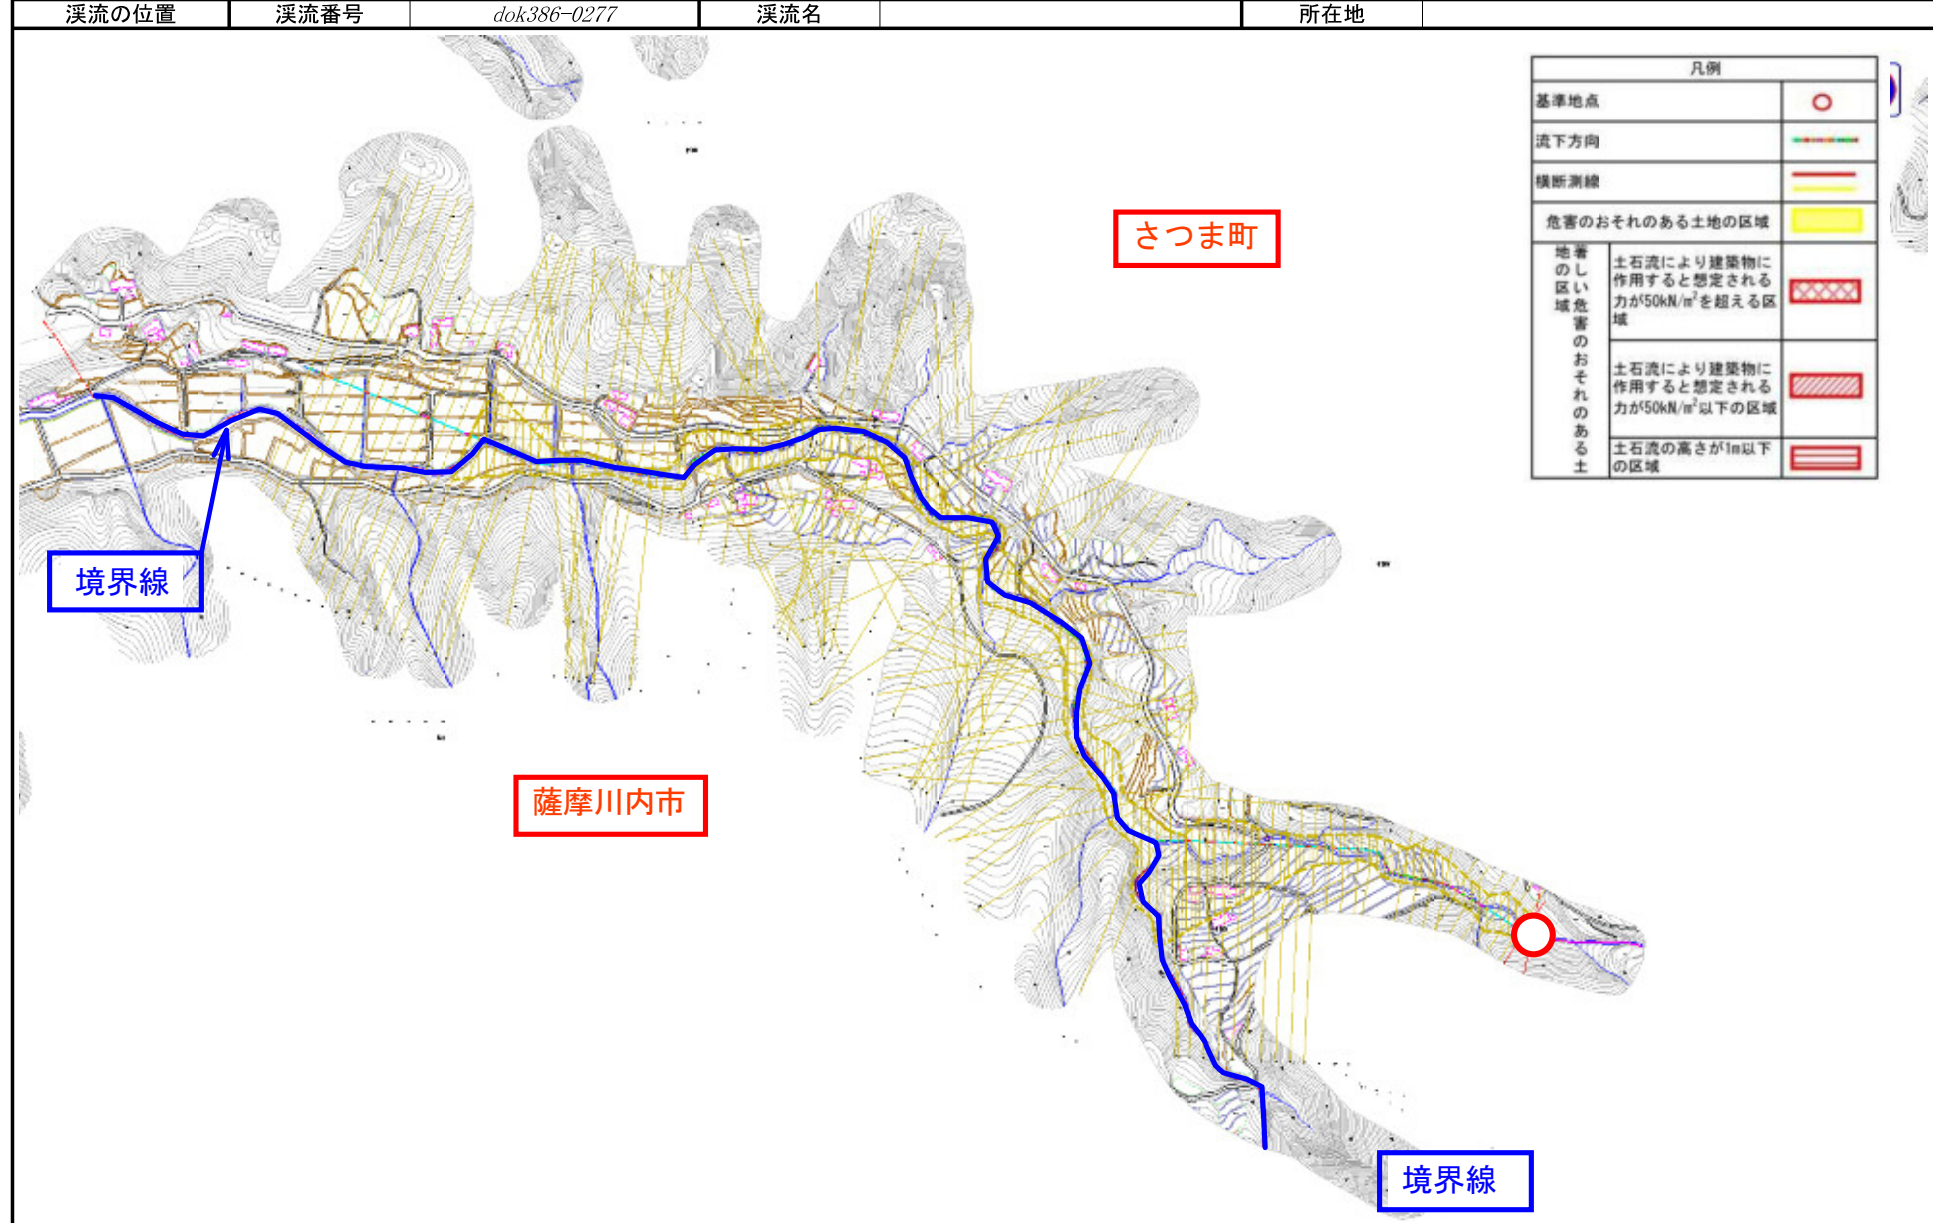 溪流の位置 溪流番号 dok386-0277 溪流名 所在地
凡例
基準地点
流下方向
横断測線
危害のおそれのある土地の区域
著しい危害のおそれのある土地の区域
土石流により建築物に
作用すると想定される
力が50kN/㎡を超える区
域
土石流により建築物に
作用すると想定される
力が50kN/㎡以下の区域
土石流の高さが1m以下
の区域
さつま町
境界線
薩摩川内市
境界線